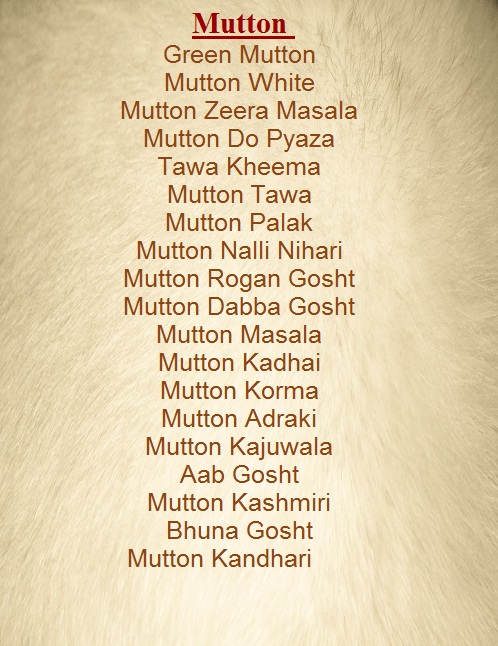 Mutton
Green Mutton
Mutton White
Mutton Zeera Masala
Mutton Do Pyaza
Tawa Kheema
Mutton Tawa
Mutton Palak
Mutton Nalli Nihari
Mutton Rogan Gosht
Mutton Dabba Gosht
Mutton Masala
Mutton Kadhai
Mutton Korma
Mutton Adraki
Mutton Kajuwala
Aab Gosht
Mutton Kashmiri
Bhuna Gosht
Mutton Kandhari